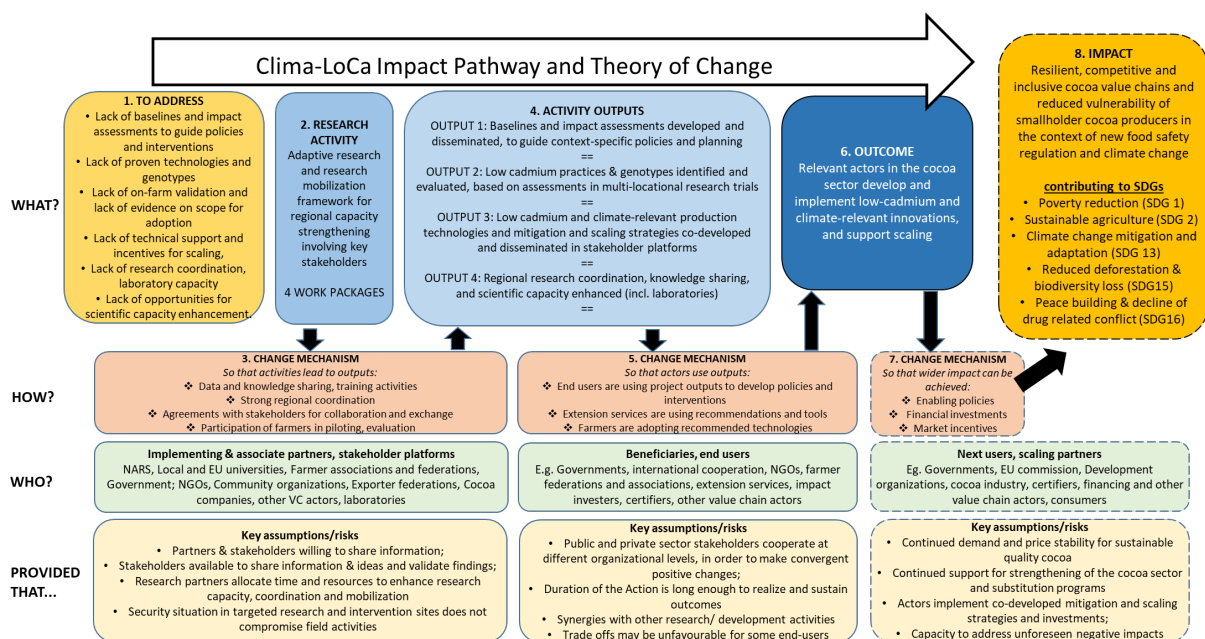 Clima-LoCa Impact Pathway and Theory of Change
WHAT?
1. TO ADDRESS
• Lack of baselines and impact
assessments to guide policies
and interventions
• Lack of proven technologies and
genotypes
• Lack of on-farm validation and
lack of evidence on scope for
adoption
• Lack of technical support and
incentives for scaling,
• Lack of research coordination,
laboratory capacity
• Lack of opportunities for
scientific capacity enhancement.
2. RESEARCH
ACTIVITY
Adaptive research
and research
mobilization
framework for
regional capacity
strengthening
involving key
stakeholders
4 WORK PACKAGES
4. ACTIVITY OUTPUTS
OUTPUT 1: Baselines and impact assessments developed and
disseminated, to guide context-specific policies and planning
==
OUTPUT 2: Low cadmium practices & genotypes identified and
evaluated, based on assessments in multi-locational research trials
==
OUTPUT 3: Low cadmium and climate-relevant production
technologies and mitigation and scaling strategies co-developed
and disseminated in stakeholder platforms
==
OUTPUT 4: Regional research coordination, knowledge sharing,
and scientific capacity enhanced (incl. laboratories)
==
6. OUTCOME
Relevant actors in the cocoa
sector develop and
implement low-cadmium and
climate-relevant innovations,
and support scaling
8. IMPACT
Resilient, competitive and
inclusive cocoa value chains and
reduced vulnerability of
smallholder cocoa producers in
the context of new food safety
regulation and climate change
contributing to SDGs
• Poverty reduction (SDG 1)
• Sustainable agriculture (SDG 2)
• Climate change mitigation and
adaptation (SDG 13)
• Reduced deforestation &
biodiversity loss (SDG15)
• Peace building & decline of
drug related conflict (SDG16)
HOW?
3. CHANGE MECHANISM
So that activities lead to outputs:
❖ Data and knowledge sharing, training activities
❖ Strong regional coordination
❖ Agreements with stakeholders for collaboration and exchange
❖ Participation of farmers in piloting, evaluation
5. CHANGE MECHANISM
So that actors use outputs:
❖ End users are using project outputs to develop policies and
interventions
❖ Extension services are using recommendations and tools
❖ Farmers are adopting recommended technologies
7. CHANGE MECHANISM
So that wider impact can be
achieved:
❖ Enabling policies
❖ Financial investments
❖ Market incentives
WHO?
Implementing & associate partners, stakeholder platforms
NARS, Local and EU universities, Farmer associations and federations,
Government; NGOs, Community organizations, Exporter federations, Cocoa
companies, other VC actors, laboratories
Beneficiaries, end users
E.g. Governments, international cooperation, NGOs, farmer
federations and associations, extension services, impact
investors, certifiers, other value chain actors
Next users, scaling partners
Eg. Governments, EU commission, Development
organizations, cocoa industry, certifiers, financing and other
value chain actors, consumers
PROVIDED
THAT...
Key assumptions/risks
• Partners & stakeholders willing to share information;
• Stakeholders available to share information & ideas and validate findings;
• Research partners allocate time and resources to enhance research
capacity, coordination and mobilization
• Security situation in targeted research and intervention sites does not
compromise field activities
Key assumptions/risks
• Public and private sector stakeholders cooperate at
different organizational levels, in order to make convergent
positive changes;
• Duration of the Action is long enough to realize and sustain
outcomes
• Synergies with other research/ development activities
• Trade offs may be unfavourable for some end-users
Key assumptions/risks
• Continued demand and price stability for sustainable
quality cocoa
• Continued support for strengthening of the cocoa sector
and substitution programs
• Actors implement co-developed mitigation and scaling
strategies and investments;
• Capacity to address unforeseen negative impacts